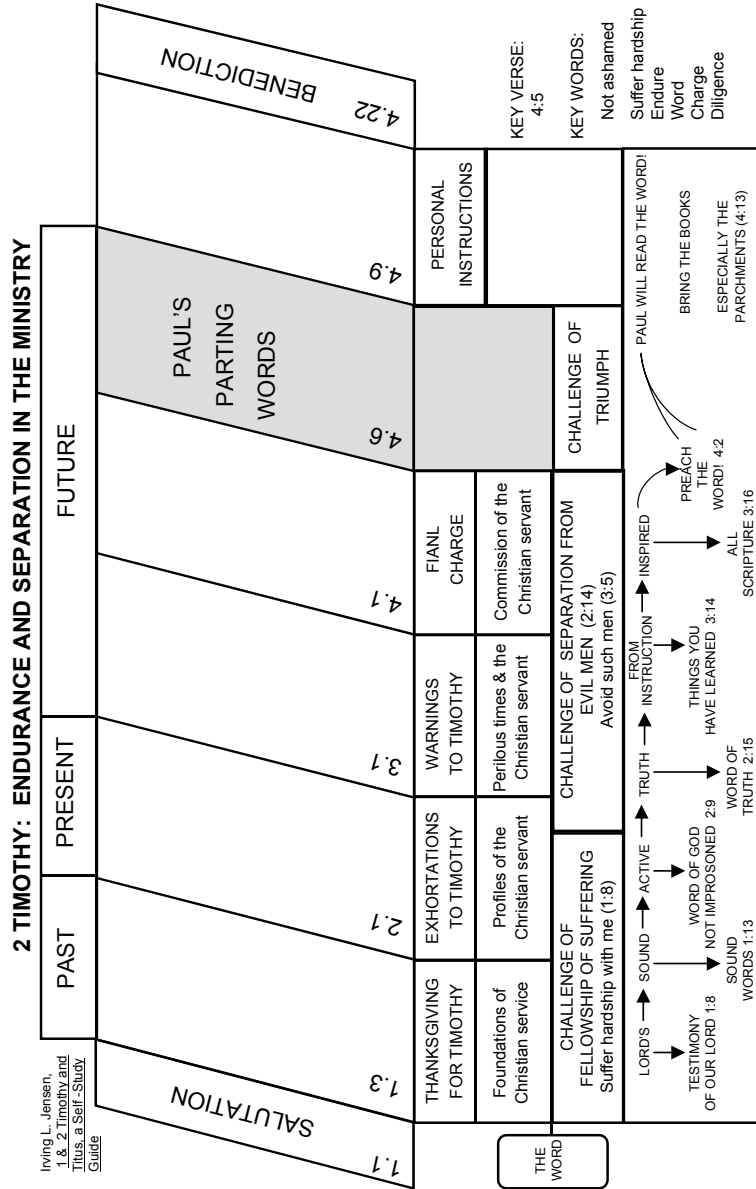 2 TIMOTHY: ENDURANCE AND SEPARATION IN THE MINISTRY
Irving L. Jensen,
1 & 2 Timothy and
Titus, a Self-Study
Guide
PAST
PRESENT
FUTURE
SALUTATION
PAUL'S
PARTING
WORDS
BENEDICTION
1.1
1.3
2.1
3.1
4.1
4.6
4.9
4.22
THANKSGIVING
FOR TIMOTHY
EXHORTATIONS
TO TIMOTHY
WARNINGS
TO TIMOTHY
FIANL
CHARGE
PERSONAL
INSTRUCTIONS
Foundations of
Christian service
Profiles of the
Christian servant
Perilous times & the
Christian servant
Commission of the
Christian servant
KEY VERSE:
4:5
KEY WORDS:
Not ashamed
Suffer hardship
Endure
Word
Charge
Diligence
CHALLENGE OF
FELLOWSHIP OF SUFFERING
Suffer hardship with me (1:8)
CHALLENGE OF SEPARATION FROM
EVIL MEN (2:14)
Avoid such men (3:5)
CHALLENGE OF
TRIUMPH
THE
WORD
LORD'S
SOUND
ACTIVE
TRUTH
FROM
INSTRUCTION
INSPIRED
PAUL WILL READ THE WORD!
TESTIMONY
OF OUR LORD 1:8
SOUND
WORDS 1:13
WORD OF GOD
NOT IMPROSONED 2:9
WORD OF
TRUTH 2:15
THINGS YOU
HAVE LEARNED 3:14
ALL
SCRIPTURE 3:16
PREACH
THE
WORD! 4:2
BRING THE BOOKS
ESPECIALLY THE
PARCHMENTS (4:13)